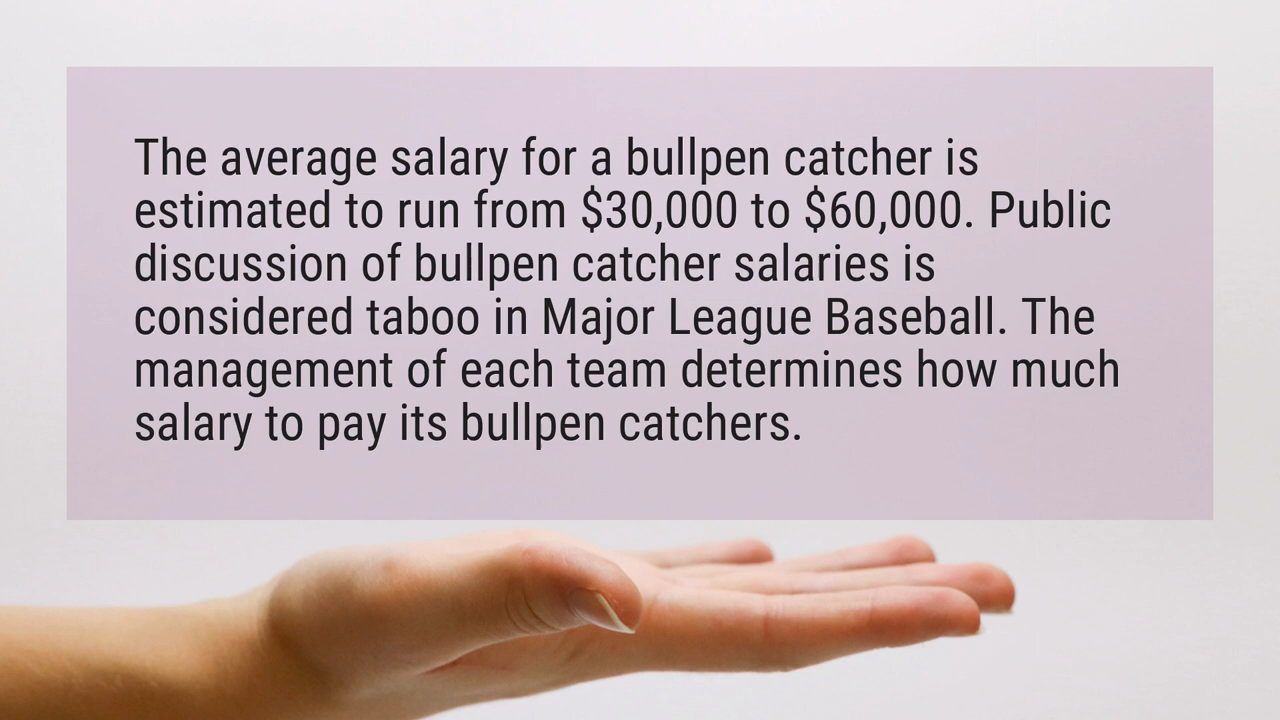 The average salary for a bullpen catcher is
estimated to run from $30,000 to $60,000. Public
discussion of bullpen catcher salaries is
considered taboo in Major League Baseball. The
management of each team determines how much
salary to pay its bullpen catchers.